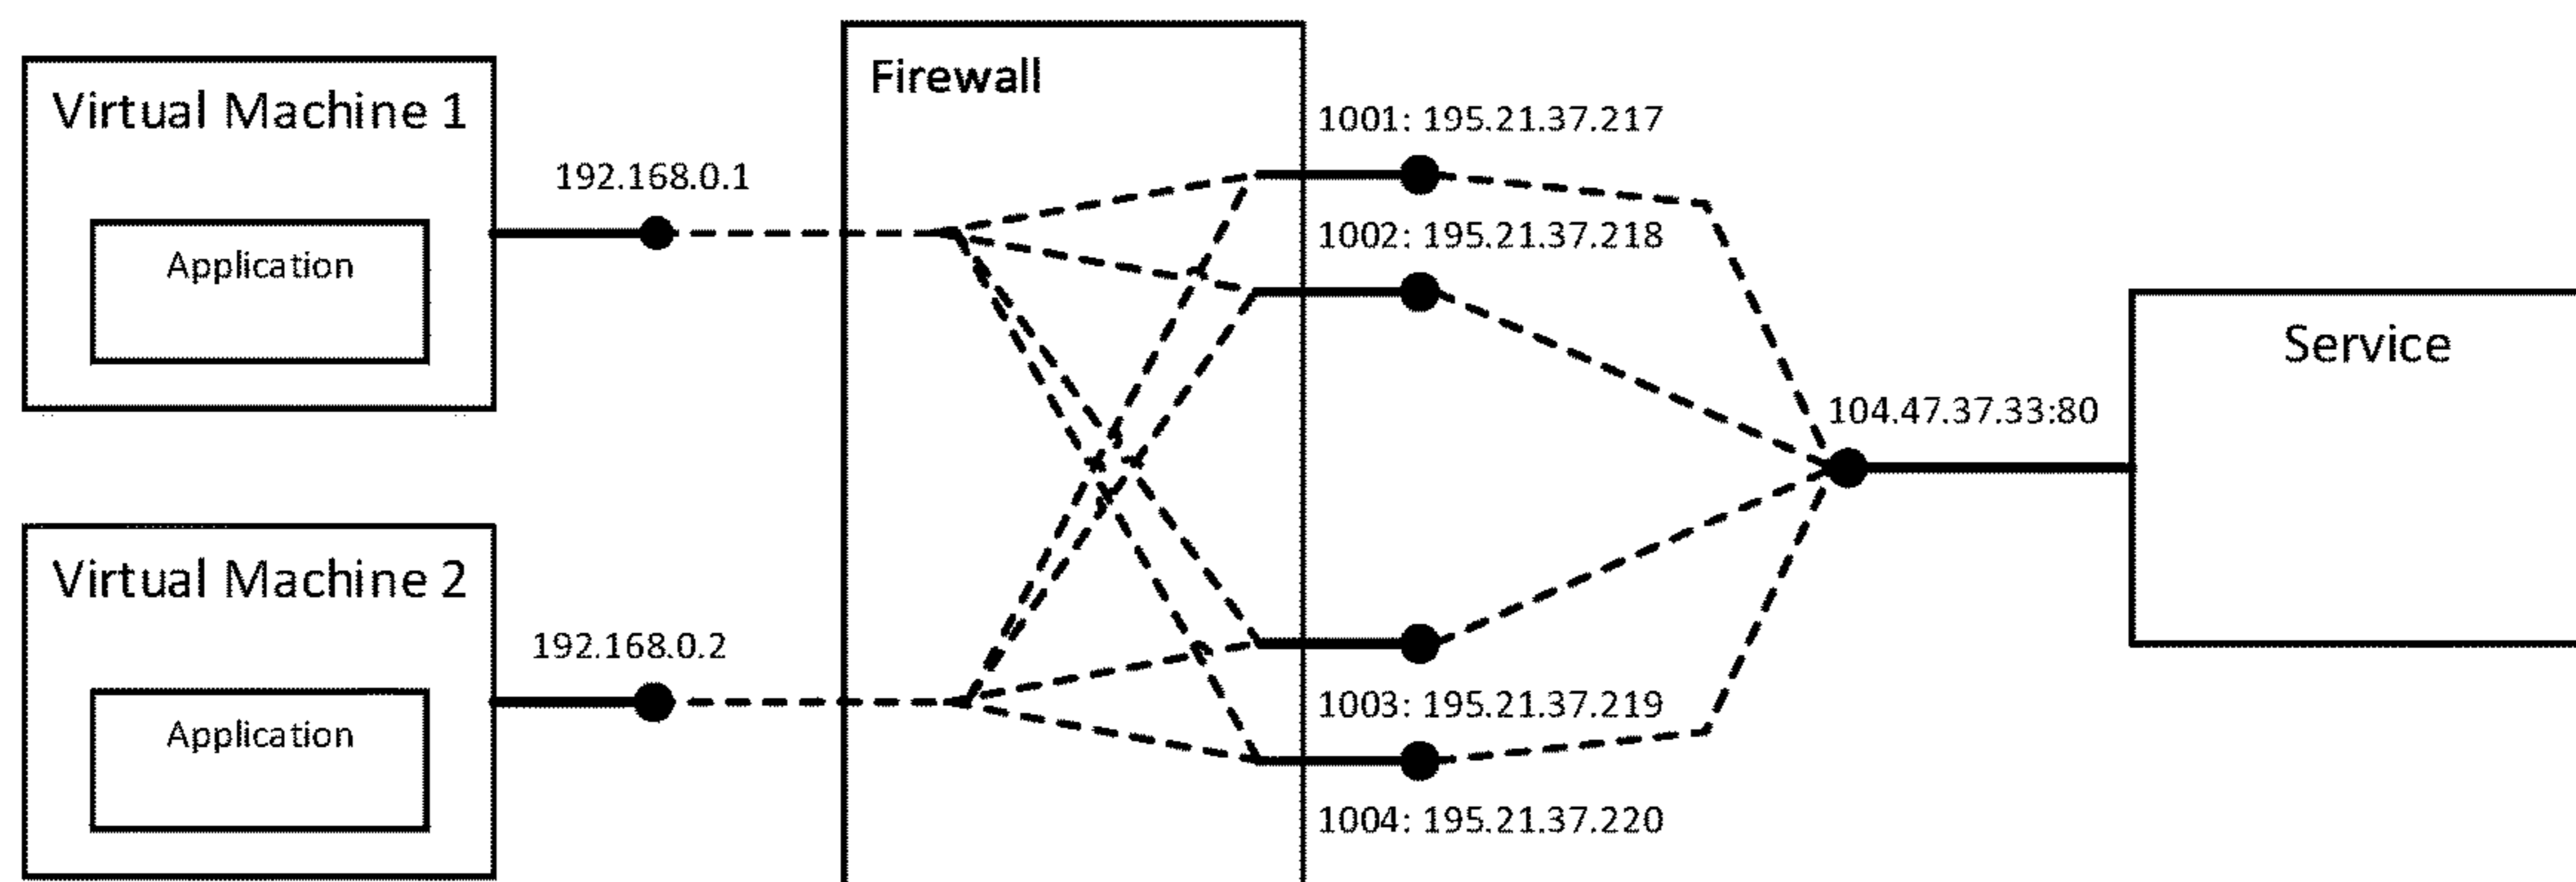 Virtual Machine 1
Application
192.168.0.1
Firewall
1001: 195.21.37.217
1002: 195.21.37.218
104.47.37.33:80
Service
Virtual Machine 2
Application
192.168.0.2
1003: 195.21.37.219
1004: 195.21.37.220